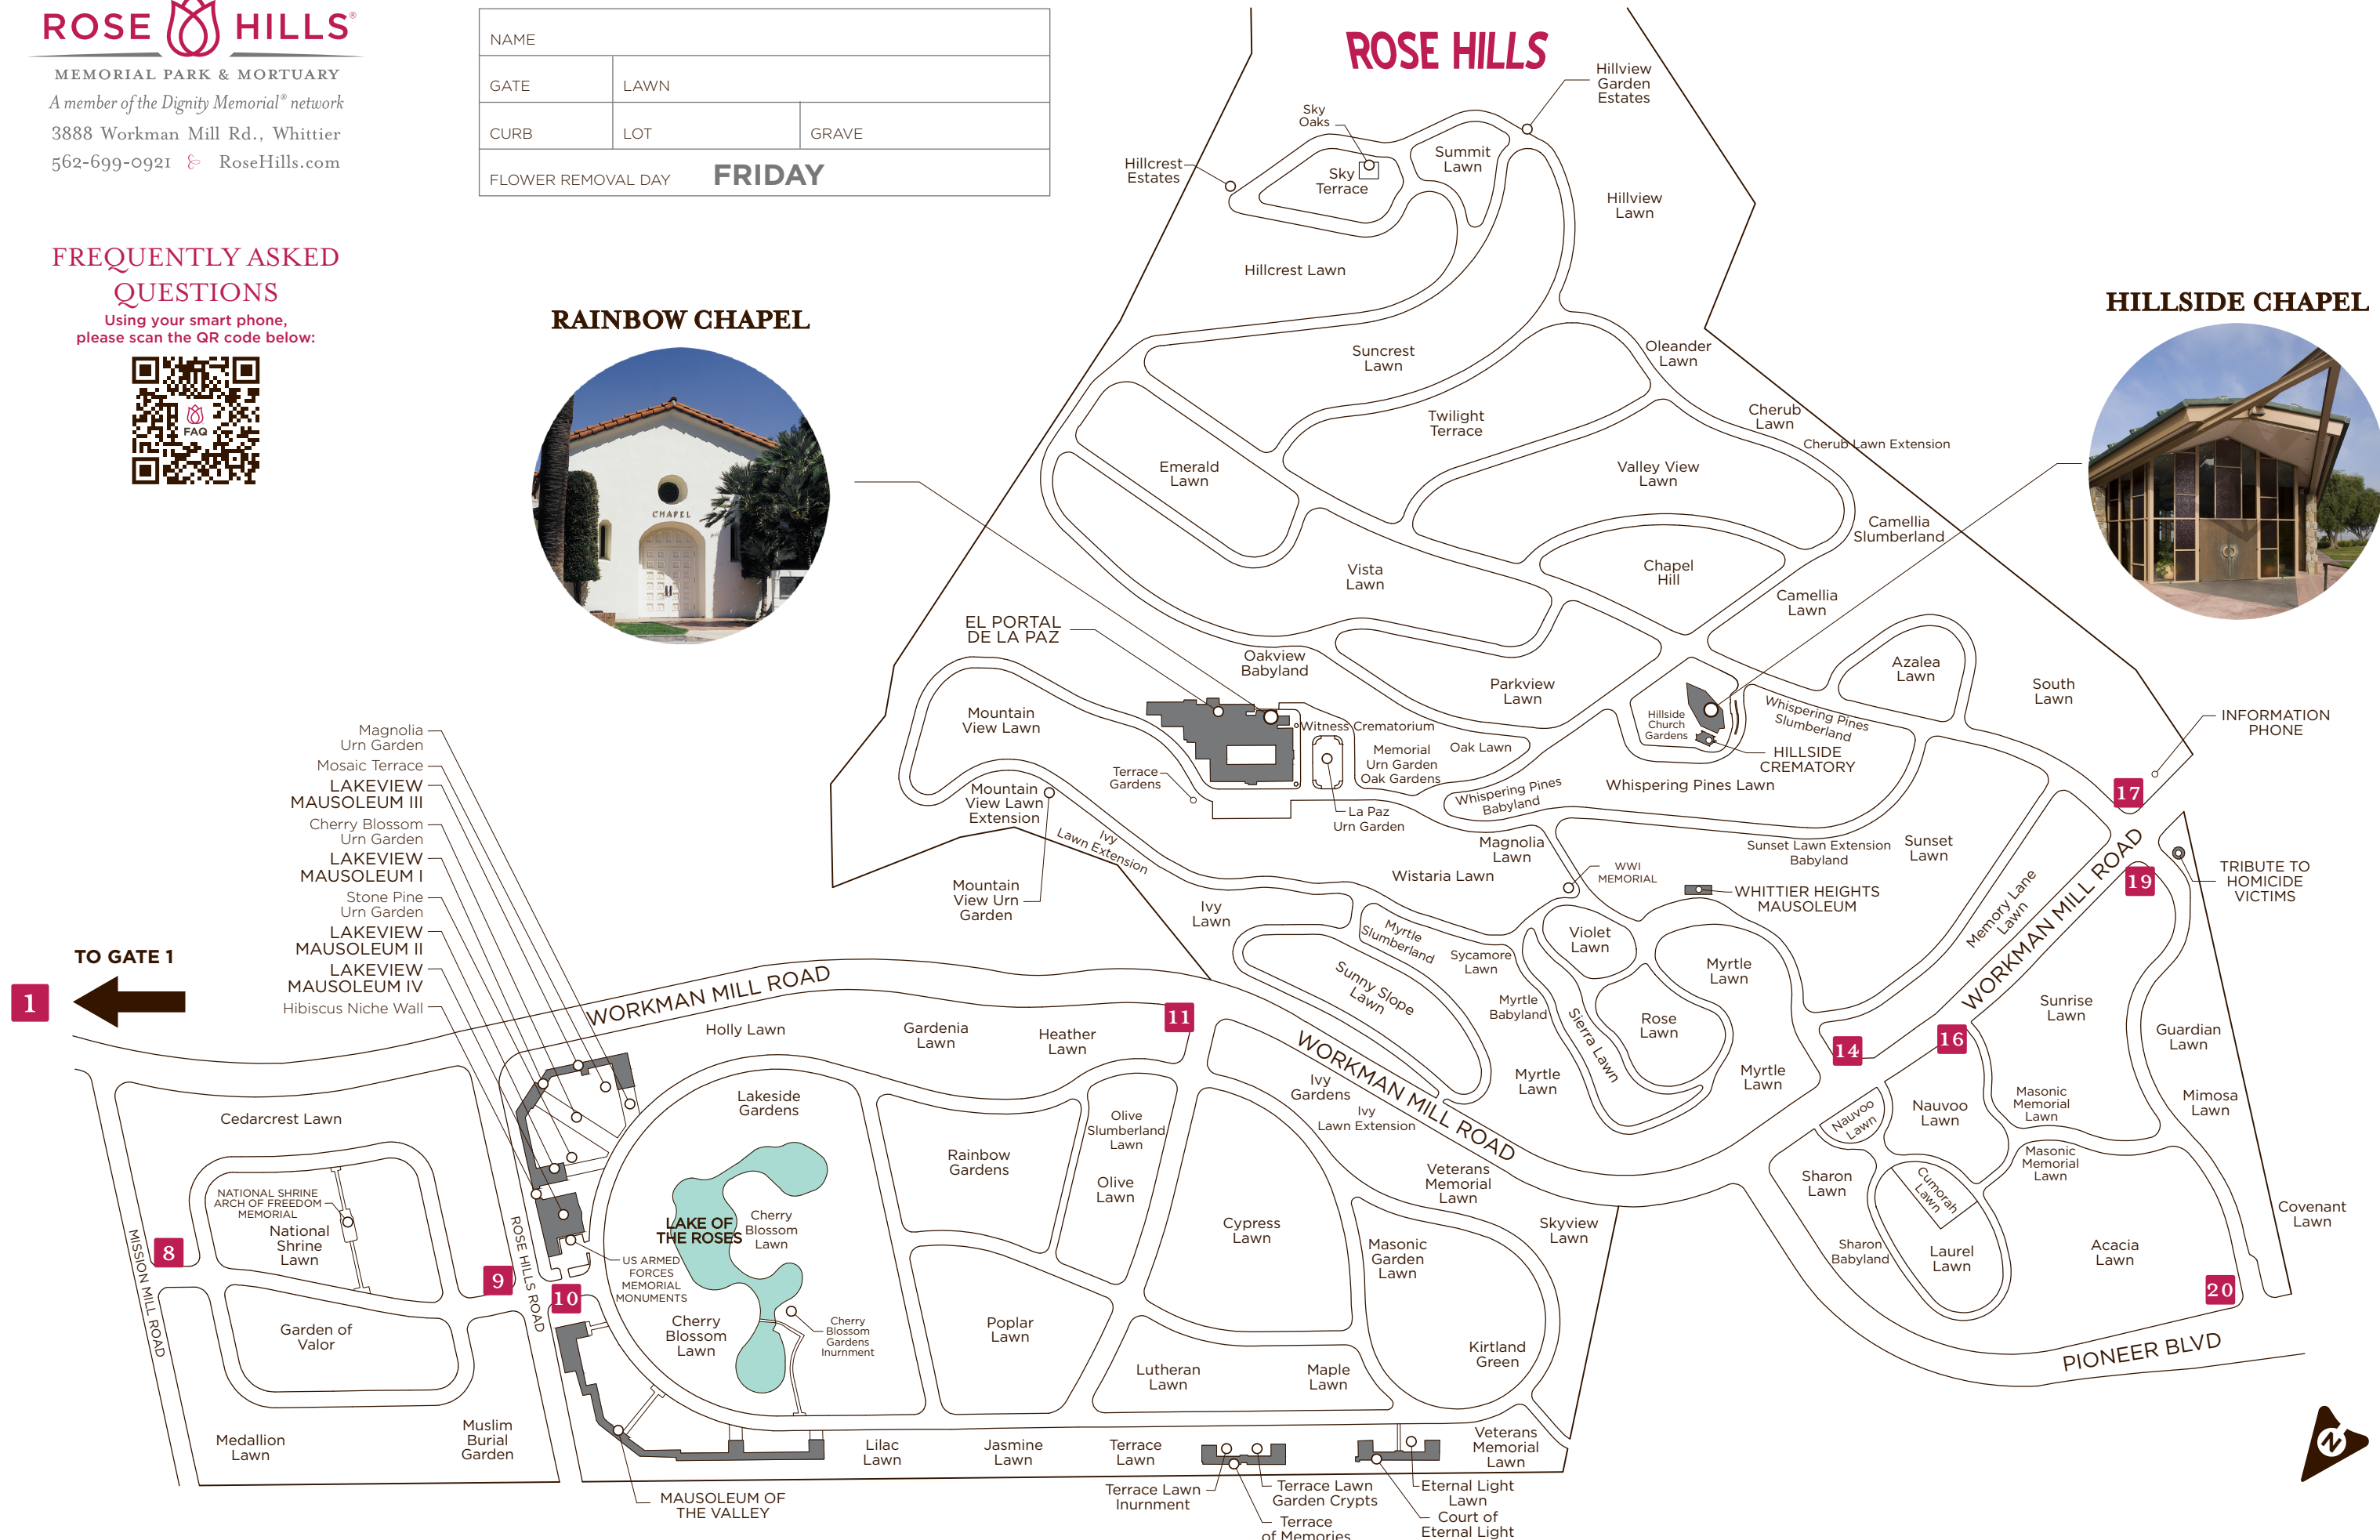 ROSE HILLS®
MEMORIAL PARK & MORTUARY
A member of the Dignity Memorial® network
3888 Workman Mill Rd., Whittier
562-699-0921 RoseHills.com
NAME
GATE LAWN
CURB LOT GRAVE
FLOWER REMOVAL DAY FRIDAY
FREQUENTLY ASKED
QUESTIONS
Using your smart phone,
please scan the QR code below:
FAQ
ROSE HILLS
RAINBOW CHAPEL
CHAPEL
HILLSIDE CHAPEL
Hillview
Garden
Estates
Sky
Oaks
Hillcrest
Estates
Sky
Terrace
Summit
Lawn
Hillview
Lawn
Hillcrest Lawn
Suncrest
Lawn
Oleander
Lawn
Twilight
Terrace
Cherub
Lawn
Cherub Lawn Extension
Emerald
Lawn
Valley View
Lawn
Camellia
Slumberland
Vista
Lawn
Chapel
Hill
Camellia
Lawn
EL PORTAL
DE LA PAZ
Oakview
Babyland
Parkview
Lawn
Azalea
Lawn
South
Lawn
Mountain
View Lawn
Witness Crematorium
Memorial
Urn Garden
Oak Gardens
Oak Lawn
Hillside
Church
Gardens
Whispering Pines
Slumberland
HILLSIDE
CREMATORY
INFORMATION
PHONE
Terrace
Gardens
Mountain
View Lawn
Extension
Whispering Pines
Babyland
Whispering Pines Lawn
17
La Paz
Urn Garden
Ivy
Lawn Extension
Magnolia
Lawn
Sunset Lawn Extension
Babyland
Sunset
Lawn
Wistaria Lawn
WWI
MEMORIAL
WHITTIER HEIGHTS
MAUSOLEUM
19
TRIBUTE TO
HOMICIDE
VICTIMS
Mountain
View Urn
Garden
Ivy
Lawn
Memory Lane
Lawn
WORKMAN MILL ROAD
Magnolia
Urn Garden
Mosaic Terrace
LAKEVIEW
MAUSOLEUM III
Cherry Blossom
Urn Garden
LAKEVIEW
MAUSOLEUM I
Stone Pine
Urn Garden
LAKEVIEW
MAUSOLEUM II
LAKEVIEW
MAUSOLEUM IV
Hibiscus Niche Wall
TO GATE 1
1
Myrtle
Slumberland
Sycamore
Lawn
Violet
Lawn
Myrtle
Lawn
Sunny Slope
Lawn
Myrtle
Babyland
Sierra Lawn
Rose
Lawn
Sunrise
Lawn
Guardian
Lawn
WORKMAN MILL ROAD
Holly Lawn
Gardenia
Lawn
Heather
Lawn
11
WORKMAN MILL ROAD
14
16
Ivy
Gardens
Ivy
Lawn Extension
Myrtle
Lawn
Myrtle
Lawn
Nauvoo
Lawn
Nauvoo
Lawn
Masonic
Memorial
Lawn
Mimosa
Lawn
Cedarcrest Lawn
Lakeside
Gardens
Rainbow
Gardens
Olive
Slumberland
Lawn
Olive
Lawn
Veterans
Memorial
Lawn
Masonic
Memorial
Lawn
Sharon
Lawn
Cumorah
Lawn
NATIONAL SHRINE
ARCH OF FREEDOM
MEMORIAL
National
Shrine
Lawn
LAKE OF
THE ROSES
Cherry
Blossom
Lawn
Cypress
Lawn
Skyview
Lawn
Covenant
Lawn
MISSION MILL ROAD
8
9
ROSE HILLS ROAD
10
US ARMED
FORCES
MEMORIAL
MONUMENTS
Masonic
Garden
Lawn
Sharon
Babyland
Laurel
Lawn
Acacia
Lawn
20
Garden of
Valor
Cherry
Blossom
Lawn
Cherry
Blossom
Gardens
Inurnment
Poplar
Lawn
Kirtland
Green
PIONEER BLVD
Lutheran
Lawn
Maple
Lawn
Medallion
Lawn
Muslim
Burial
Garden
Lilac
Lawn
Jasmine
Lawn
Terrace
Lawn
Veterans
Memorial
Lawn
N
MAUSOLEUM OF
THE VALLEY
Terrace Lawn
Inurnment
Terrace Lawn
Garden Crypts
Terrace
of Memories
Eternal Light
Lawn
Court of
Eternal Light